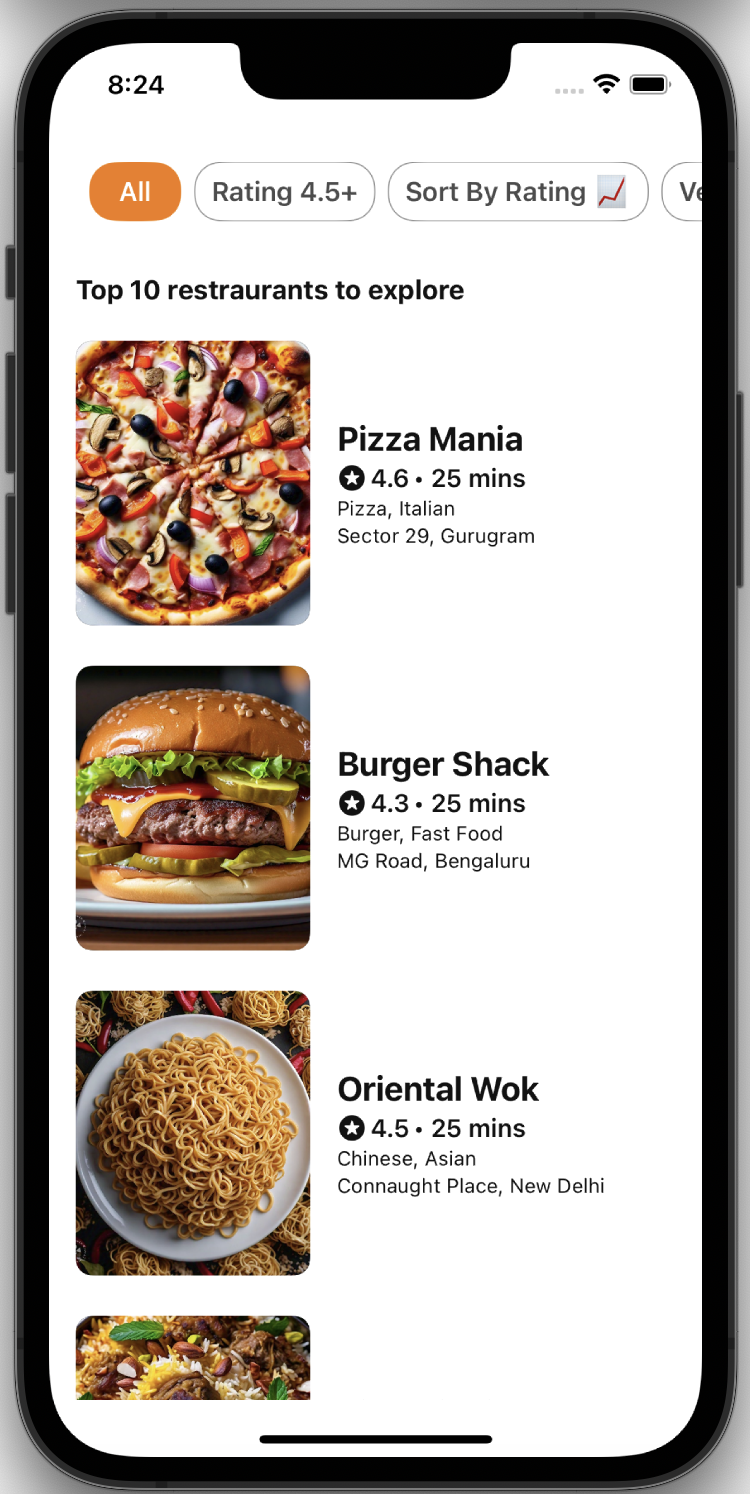 8:24
All
Rating 4.5+
Sort By Rating 📈
Top 10 restraurants to explore
Pizza Mania
4.6 • 25 mins
Pizza, Italian
Sector 29, Gurugram
Burger Shack
4.3 • 25 mins
Burger, Fast Food
MG Road, Bengaluru
Oriental Wok
4.5 • 25 mins
Chinese, Asian
Connaught Place, New Delhi